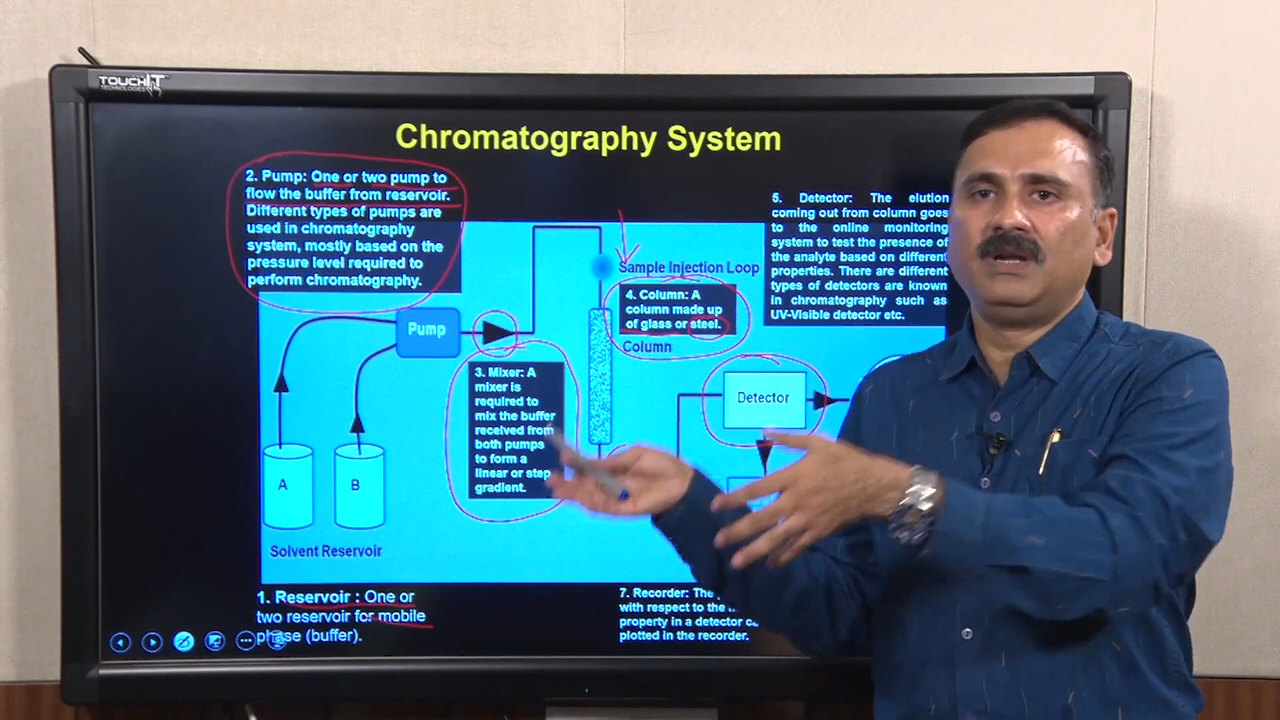 TOUCHIT
TECHNOLOGIES
Chromatography System
2. Pump: One or two pump to
flow the buffer from reservoir.
Different types of pumps are
used in chromatography
system, mostly based on the
pressure level required to
perform chromatography.
5. Detector: The elution
coming out from column goes
to the online monitoring
system to test the presence of
the analyte based on different
properties. There are different
types of detectors are known
in chromatography such as
UV-Visible detector etc.
Sample Injection Loop
4. Column: A
column made up
of glass or steel.
Column
Pump
3. Mixer: A
mixer is
required to
mix the buffer
received from
both pumps
to form a
linear or step
gradient.
Detector
A
B
Solvent Reservoir
1. Reservoir : One or
two reservoir for mobile
phase (buffer).
7. Recorder: The
with respect to the
property in a detector
plotted in the recorder.